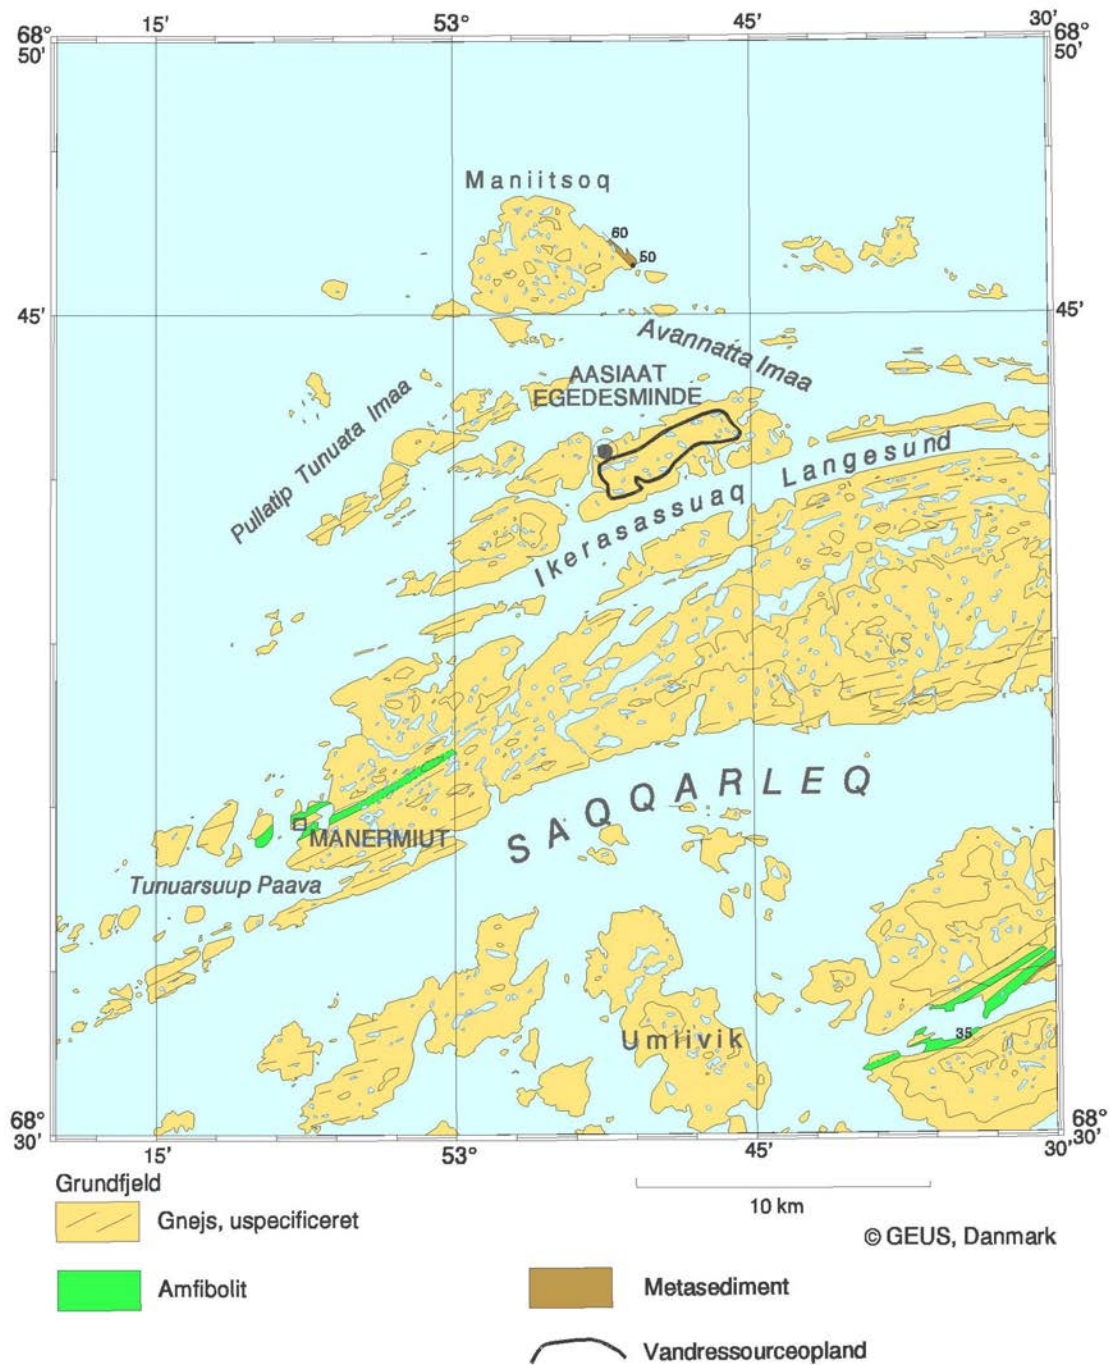 15'
53°
45'
30'
68°
50'
68°
50'
Maniitsoq
60
50
45'
45'
Avannatta Imaa
AASIAAT
EGEDESMINDE
Pullatip Tunuata Imaa
Ikerasassuaq Langesund
SAQQARLEQ
MANERMIUT
Tunuarsuup Paava
Umiivik
35
68°
30'
68°
30'
15'
53°
45'
30'
Grundfjeld
Gnejs, uspecificeret
10 km
© GEUS, Danmark
Amfibolit
Metasediment
Vandressourceopland